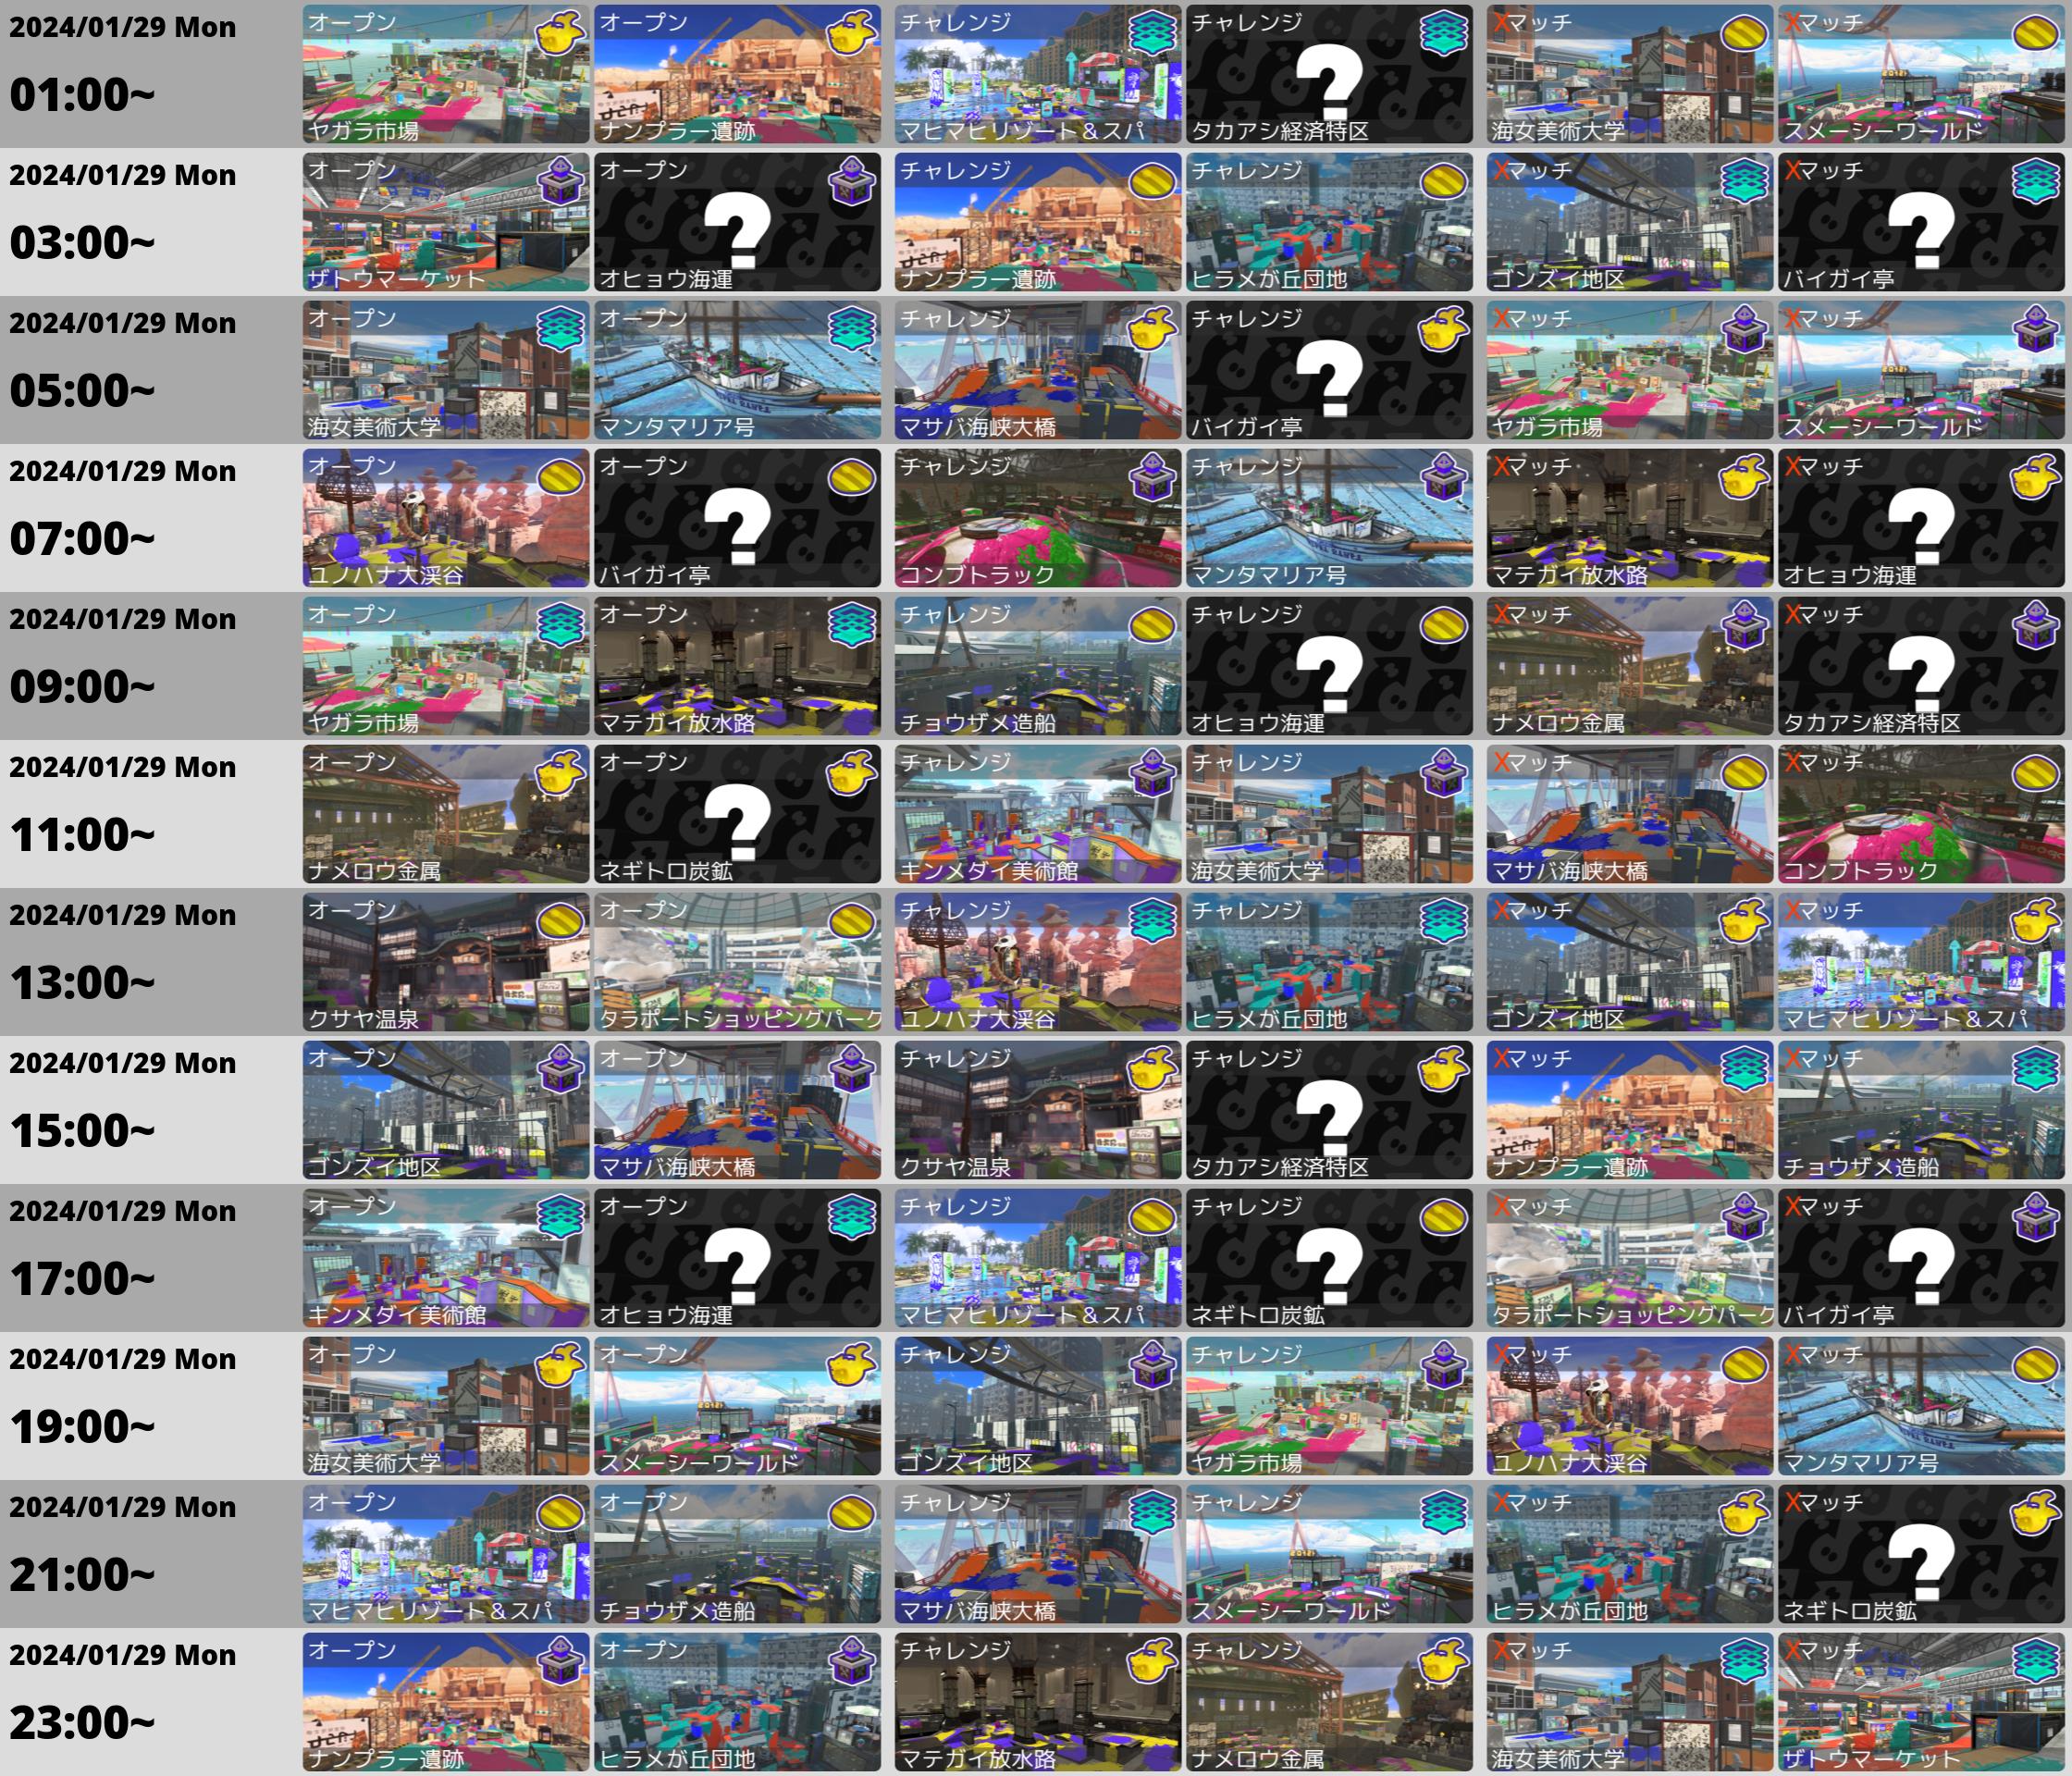 2024/01/29 Mon
01:00~
オープン
ヤガラ市場
オープン
ナンプラー遺跡
チャレンジ
マヒマヒリゾート＆スパ
チャレンジ
タカアシ経済特区
Xマッチ
海女美術大学
Xマッチ
スメーシーワールド
2024/01/29 Mon
03:00~
オープン
ザトウマーケット
オープン
オヒョウ海運
チャレンジ
ナンプラー遺跡
チャレンジ
ヒラメが丘団地
Xマッチ
ゴンズイ地区
Xマッチ
バイガイ亭
2024/01/29 Mon
05:00~
オープン
海女美術大学
オープン
マンタマリア号
チャレンジ
マサバ海峡大橋
チャレンジ
バイガイ亭
Xマッチ
ヤガラ市場
Xマッチ
スメーシーワールド
2024/01/29 Mon
07:00~
オープン
ユノハナ大渓谷
オープン
バイガイ亭
チャレンジ
コンブトラック
チャレンジ
マンタマリア号
Xマッチ
マテガイ放水路
Xマッチ
オヒョウ海運
2024/01/29 Mon
09:00~
オープン
ヤガラ市場
オープン
マテガイ放水路
チャレンジ
チョウザメ造船
チャレンジ
オヒョウ海運
Xマッチ
ナメロウ金属
Xマッチ
タカアシ経済特区
2024/01/29 Mon
11:00~
オープン
ナメロウ金属
オープン
ネギトロ炭鉱
チャレンジ
キンメダイ美術館
チャレンジ
海女美術大学
Xマッチ
マサバ海峡大橋
Xマッチ
コンブトラック
2024/01/29 Mon
13:00~
オープン
クサヤ温泉
オープン
タラポートショッピングパーク
チャレンジ
ユノハナ大渓谷
チャレンジ
ヒラメが丘団地
Xマッチ
ゴンズイ地区
Xマッチ
マヒマヒリゾート＆スパ
2024/01/29 Mon
15:00~
オープン
ゴンズイ地区
オープン
マサバ海峡大橋
チャレンジ
クサヤ温泉
チャレンジ
タカアシ経済特区
Xマッチ
ナンプラー遺跡
Xマッチ
チョウザメ造船
2024/01/29 Mon
17:00~
オープン
キンメダイ美術館
オープン
オヒョウ海運
チャレンジ
マヒマヒリゾート＆スパ
チャレンジ
ネギトロ炭鉱
Xマッチ
タラポートショッピングパーク
Xマッチ
バイガイ亭
2024/01/29 Mon
19:00~
オープン
海女美術大学
オープン
スメーシーワールド
チャレンジ
ゴンズイ地区
チャレンジ
ヤガラ市場
Xマッチ
ユノハナ大渓谷
Xマッチ
マンタマリア号
2024/01/29 Mon
21:00~
オープン
マヒマヒリゾート＆スパ
オープン
チョウザメ造船
チャレンジ
マサバ海峡大橋
チャレンジ
スメーシーワールド
Xマッチ
ヒラメが丘団地
Xマッチ
ネギトロ炭鉱
2024/01/29 Mon
23:00~
オープン
ナンプラー遺跡
オープン
ヒラメが丘団地
チャレンジ
マテガイ放水路
チャレンジ
ナメロウ金属
Xマッチ
海女美術大学
Xマッチ
ザトウマーケット